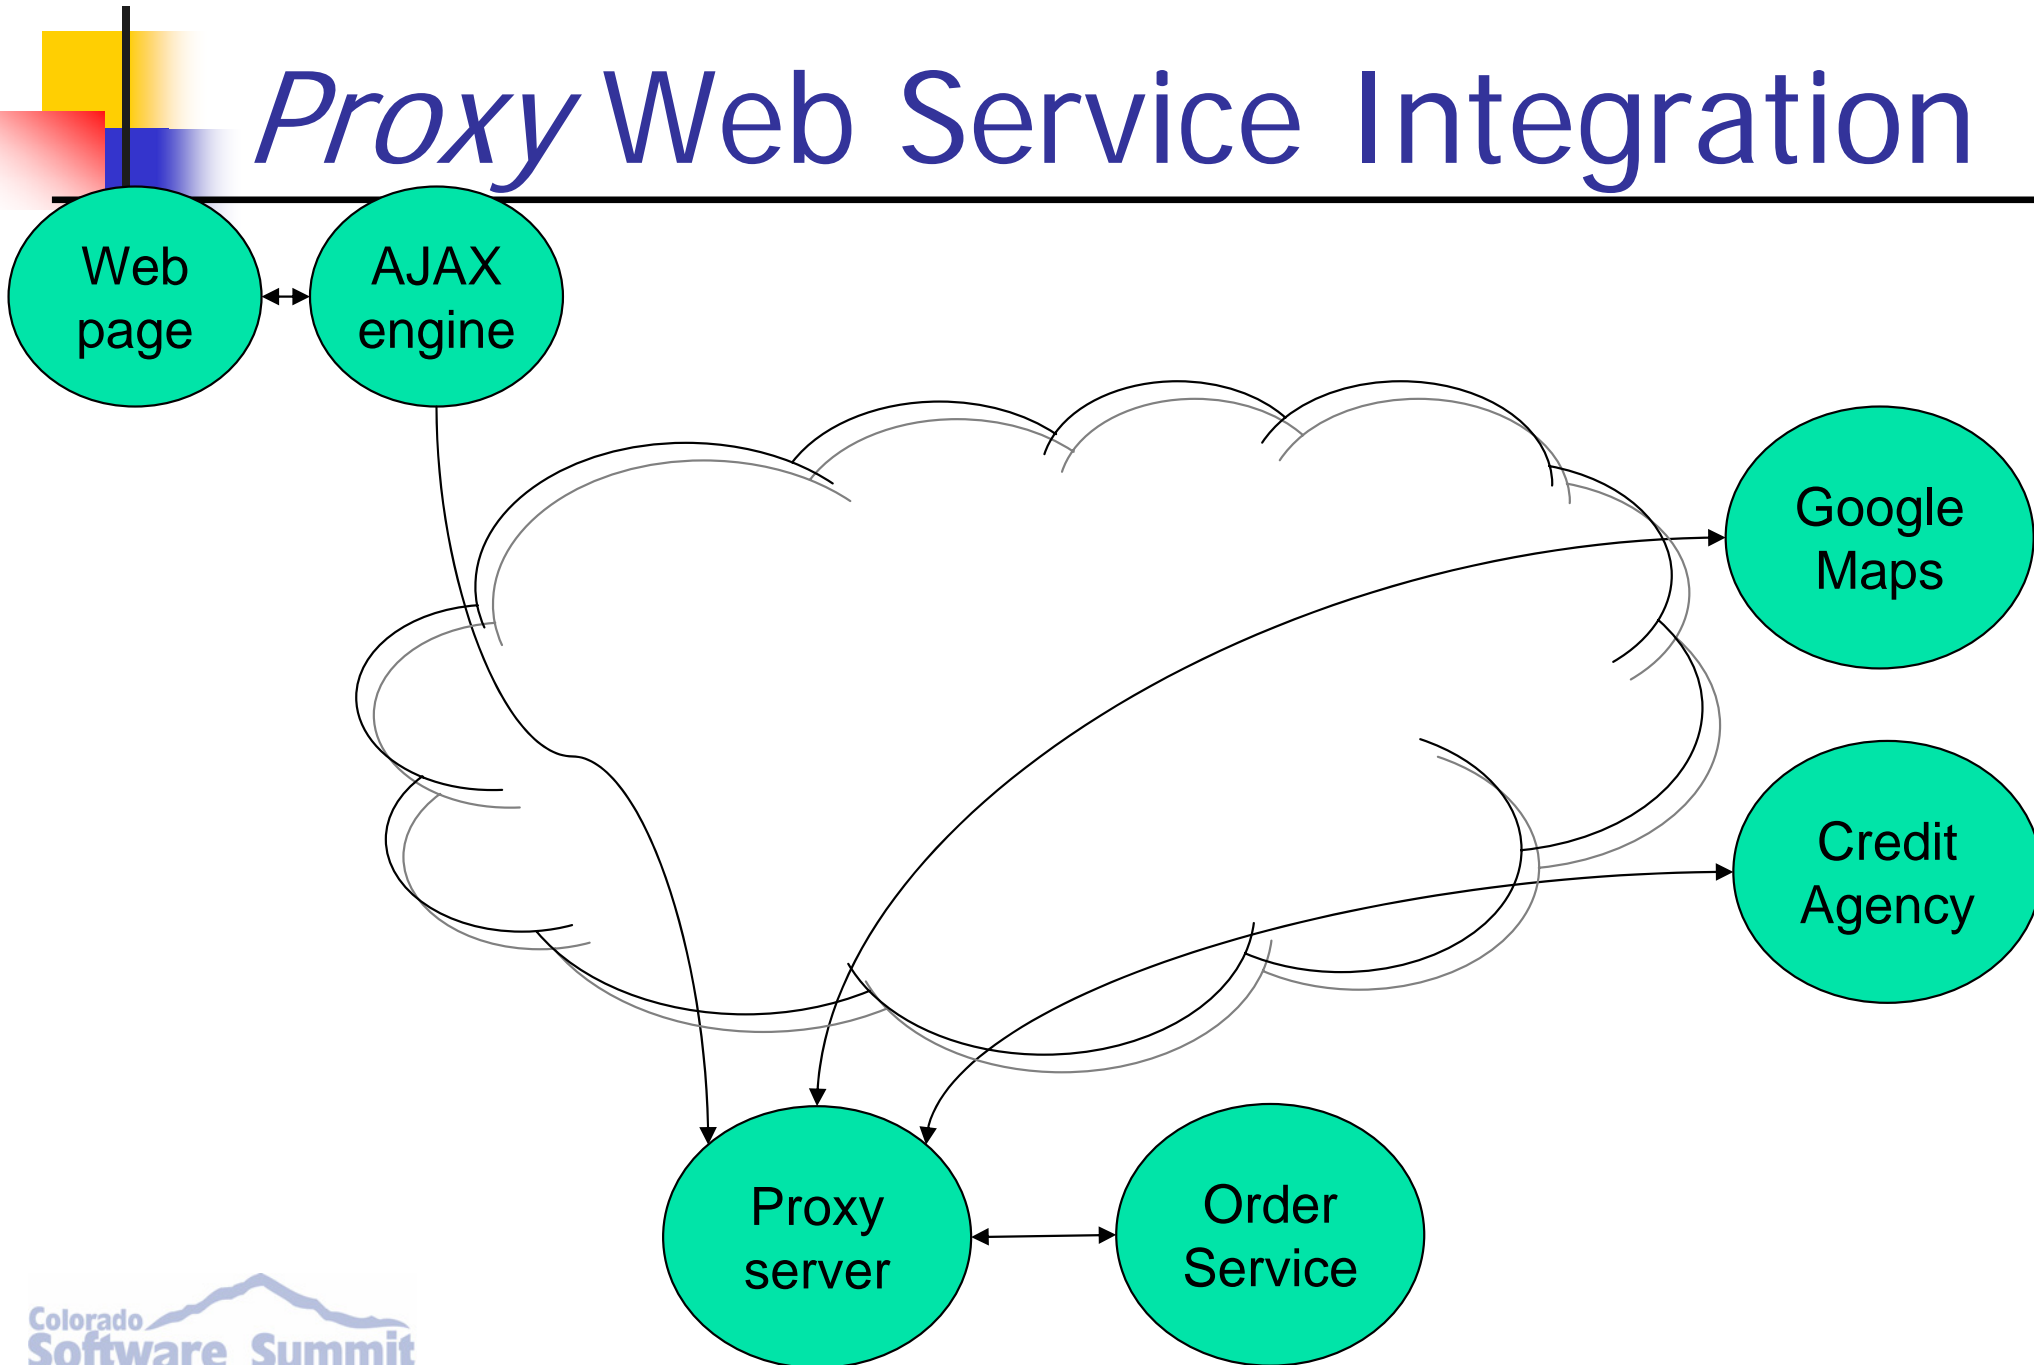 Proxy Web Service Integration
Web
page
AJAX
engine
Google
Maps
Credit
Agency
Proxy
server
Order
Service
Colorado
Software Summit